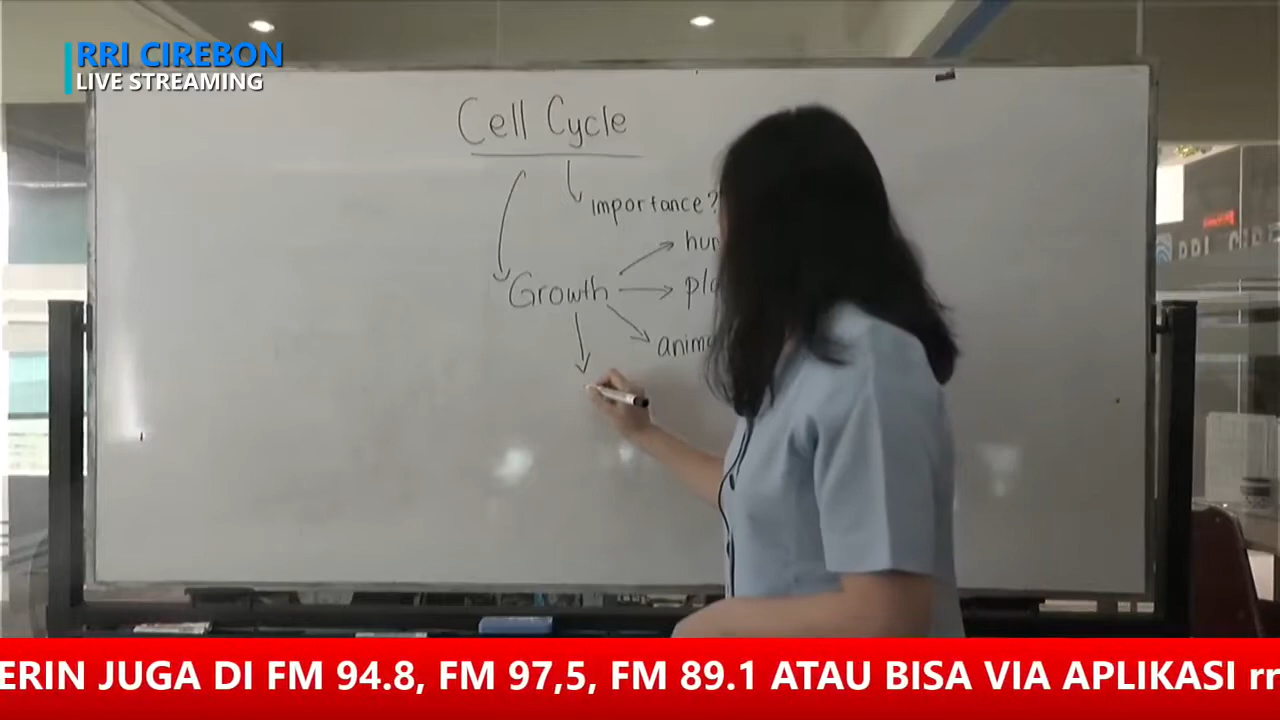 RRI CIREBON
LIVE STREAMING
Cell Cycle
importance?
Growth
ERIN JUGA DI FM 94.8, FM 97,5, FM 89.1 ATAU BISA VIA APLIKASI rr